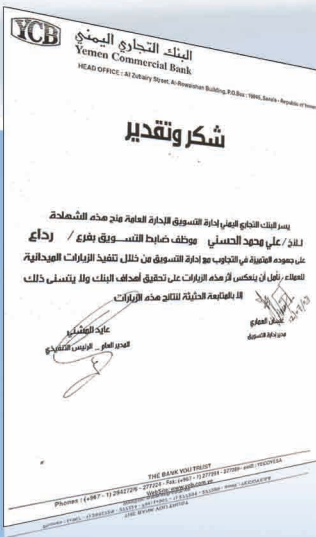 YCB
البنك التجاري اليمني
Yemen Commercial Bank
HEAD OFFICE : Al Zubairy Street, Al-Rowaishan Building, P.O.Box : 19845, Sana'a - Republic of Yemen
شكر وتقدير
يسر البنك التجاري اليمني إدارة التسويق الإدارة العامة منح هذه الشهادة
للاخ / علي محمد الحسني موظف ضابط التسويق بفرع / رداع
على جهوده المتميزة في التجاوب مع إدارة التسويق من خلال تنفيذ الزيارات الميدانية
للعملاء ، نأمل أن ينعكس أثر هذه الزيارات على تحقيق أهداف البنك ولا يتسنى ذلك
إلا بالمتابعة الحثيثة لنتائج هذه الزيارات
العماري
مدير إدارة التسويق
عايد المشني
المدير العام _ الرئيس التنفيذي
THE BANK YOU TRUST